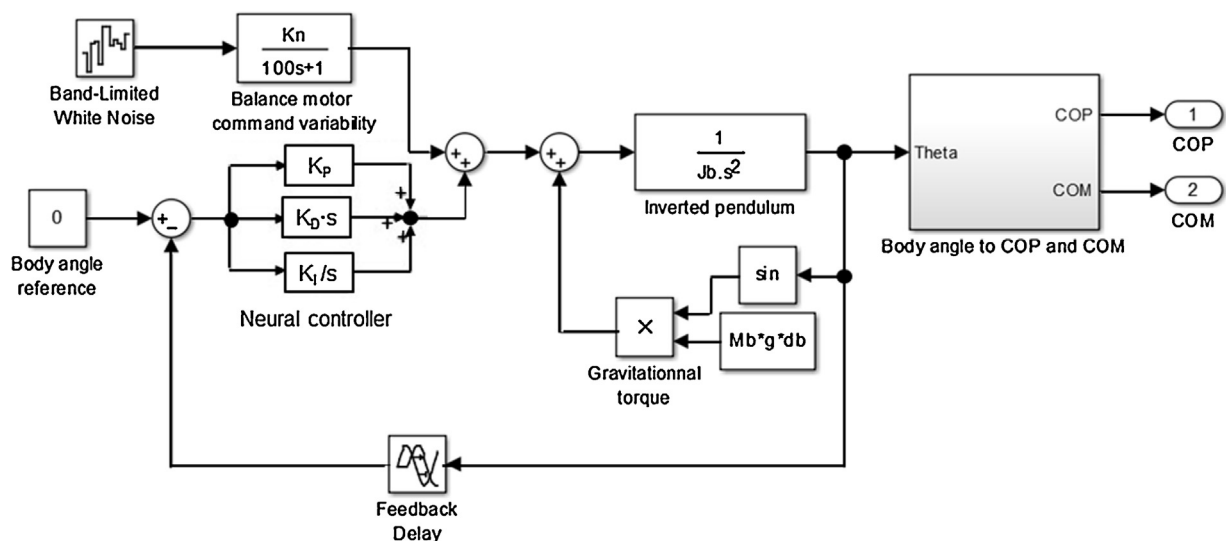 Kn
100s+1
Band-Limited
White Noise
Balance motor
command variability
0
Body angle
reference
+
−
KP
KD·S
KI/S
+
+
+
Neural controller
+
+
+
+
1
Jb.s²
Inverted pendulum
sin
×
Mb*g*db
Gravitationnal
torque
Feedback
Delay
Theta
COP
COM
Body angle to COP and COM
1
COP
2
COM